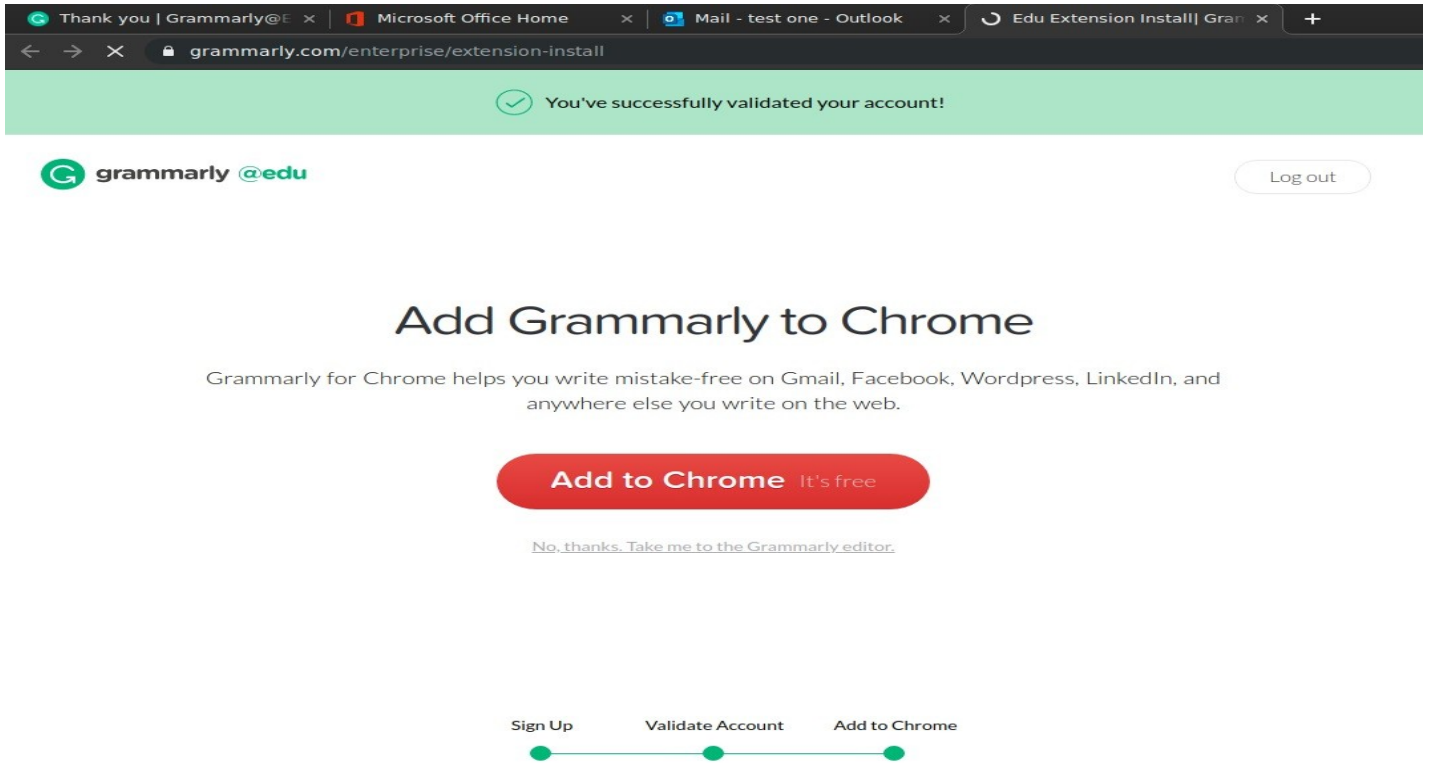 Thank you | Grammarly@E
Microsoft Office Home
Mail - test one - Outlook
Edu Extension Install| Gran
grammarly.com/enterprise/extension-install
You've successfully validated your account!
grammarly @edu
Log out
Add Grammarly to Chrome
Grammarly for Chrome helps you write mistake-free on Gmail, Facebook, Wordpress, LinkedIn, and
anywhere else you write on the web.
Add to Chrome It's free
No, thanks. Take me to the Grammarly editor.
Sign Up Validate Account Add to Chrome